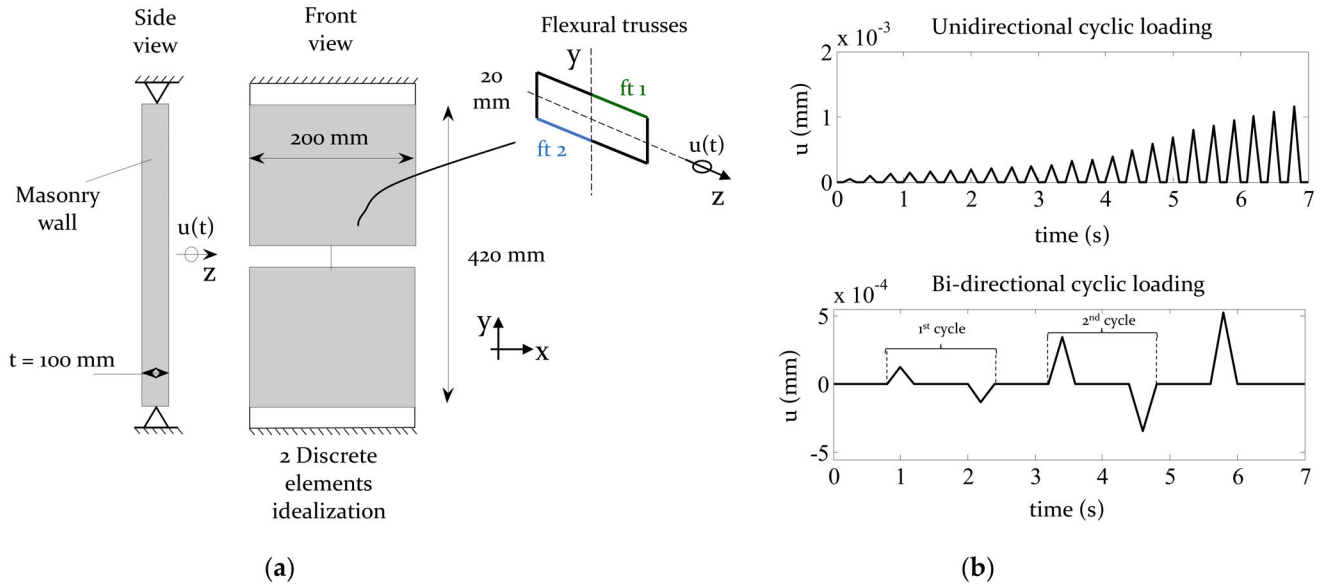 Side
view
Front
view
Flexural trusses
y
20
mm
ft 1
ft 2
u(t)
z
200 mm
Masonry
wall
u(t)
z
420 mm
y
x
t = 100 mm
2 Discrete
elements
idealization
(a)
Unidirectional cyclic loading
x 10-3
2
1
0
u (mm)
0 1 2 3 4 5 6 7
time (s)
Bi-directional cyclic loading
x 10-4
5
0
-5
u (mm)
1st cycle
2nd cycle
0 1 2 3 4 5 6 7
time (s)
(b)